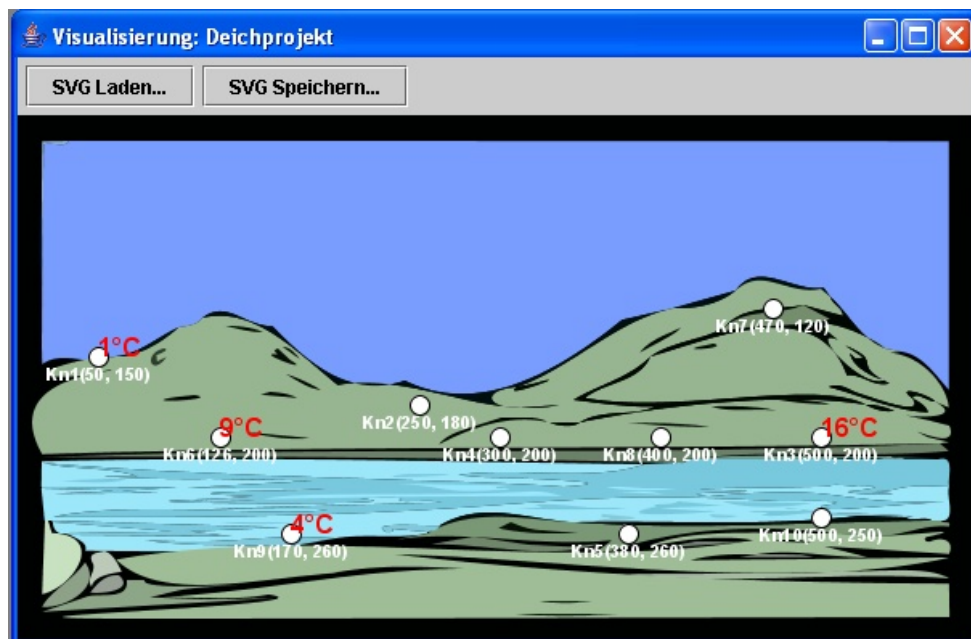 Visualisierung: Deichprojekt
SVG Laden... SVG Speichern...
Kn7(470, 120)
1°C
Kn1(50, 150)
Kn2(250, 180)
9°C
16°C
Kn6(126, 200)
Kn4(300, 200)
Kn8(400, 200)
Kn3(500, 200)
4°C
Kn10(500, 250)
Kn9(170, 260)
Kn5(380, 260)